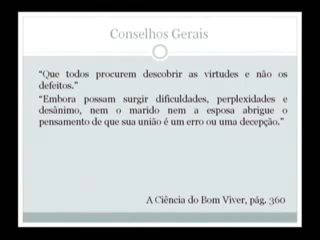 Conselhos Gerais
“Que todos procurem descobrir as virtudes e não os
defeitos.”
“Embora possam surgir dificuldades, perplexidades e
desânimo, nem o marido nem a esposa abrigue o
pensamento de que sua união é um erro ou uma decepção.”
A Ciência do Bom Viver, pág. 360